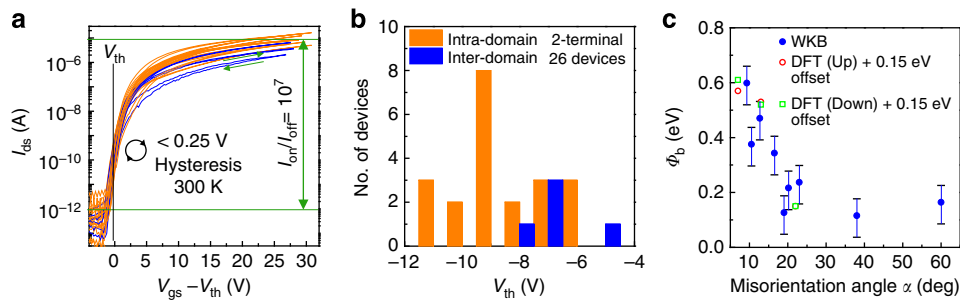 a
10⁻⁶
10⁻⁸
10⁻¹⁰
10⁻¹²
I_ds (A)
V_th
< 0.25 V
Hysteresis
300 K
I_on/I_off= 10⁷
0 5 10 15 20 25 30
V_gs – V_th (V)
b
10
8
6
4
2
0
No. of devices
Intra-domain 2-terminal
Inter-domain 26 devices
−12 −10 −8 −6 −4
V_th (V)
c
0.8
0.6
0.4
0.2
0.0
Φ_b (eV)
WKB
DFT (Up) + 0.15 eV
offset
DFT (Down) + 0.15 eV
offset
10 20 30 40 50 60
Misorientation angle α (deg)